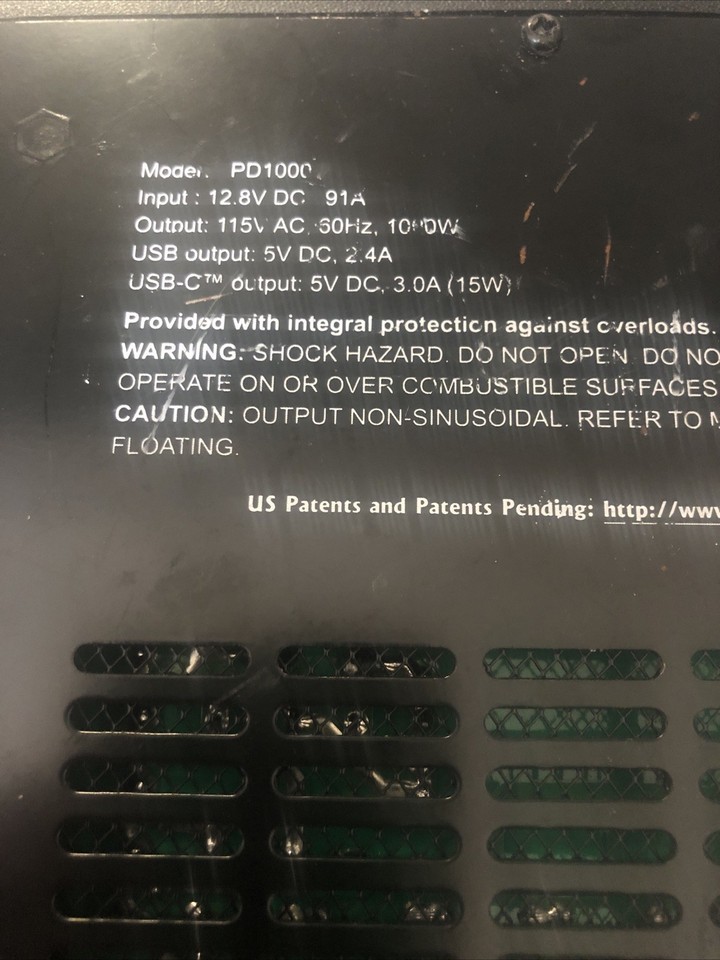 Model: PD1000
Input : 12.8V DC 91A
Output: 115V AC, 60Hz, 1000W
USB output: 5V DC, 2.4A
USB-C™ output: 5V DC, 3.0A (15W)
Provided with integral protection against overloads.
WARNING: SHOCK HAZARD. DO NOT OPEN. DO NO
OPERATE ON OR OVER COMBUSTIBLE SURFACES
CAUTION: OUTPUT NON-SINUSOIDAL. REFER TO
FLOATING.
US Patents and Patents Pending: http://www